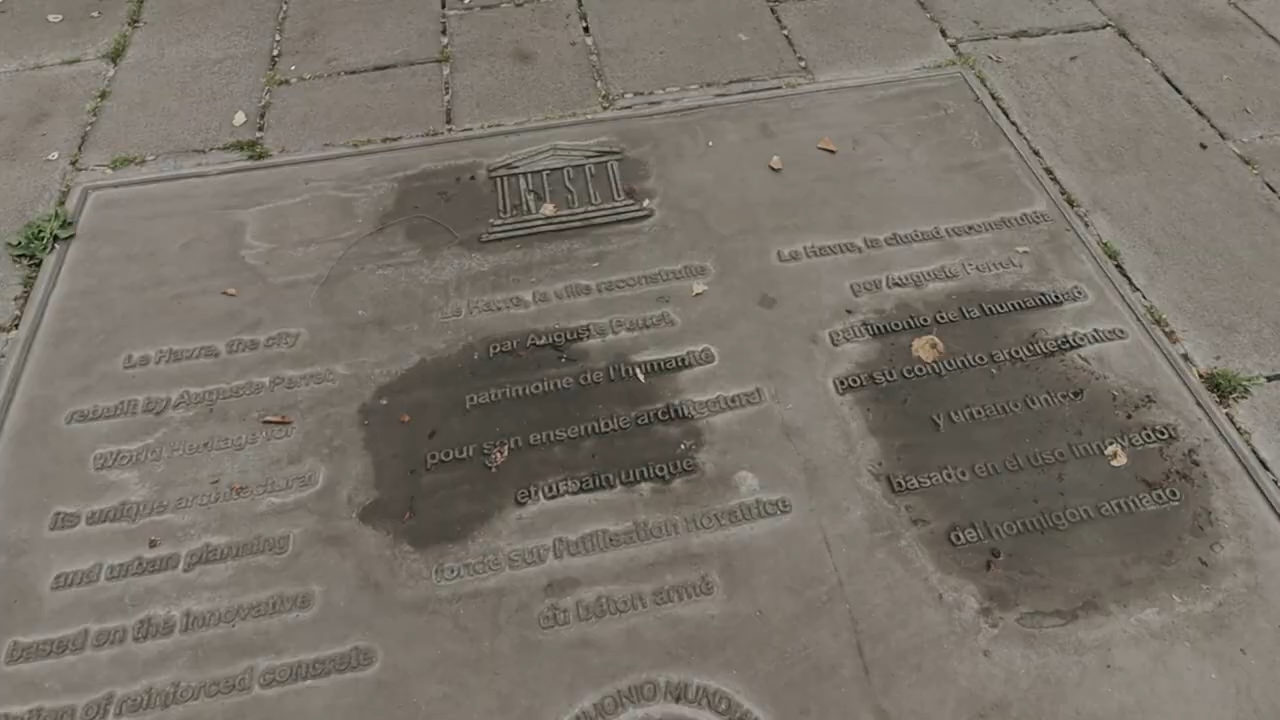 UNESCO
Le Havre, the city
rebuilt by Auguste Perret,
World Heritage for
its unique architectural
and urban planning
based on the innovative
of reinforced concrete
Le Havre, la ville reconstruite
par Auguste Perret,
patrimoine de l'humanité
pour son ensemble architectural
et urbain unique
fondé sur l'utilisation novatrice
du béton armé
Le Havre, la ciudad reconstruida
por Auguste Perret,
patrimonio de la humanidad
por su conjunto arquitectónico
y urbano único
basado en el uso innovador
del hormigón armado
MUNDIAL